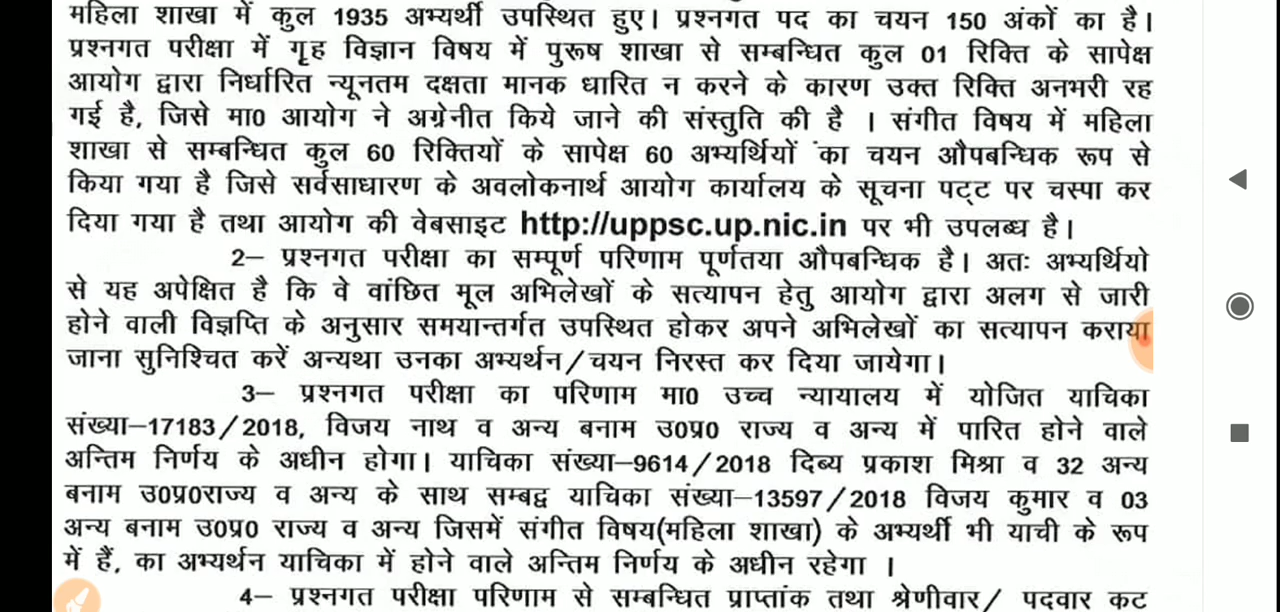 महिला शाखा में कुल 1935 अभ्यर्थी उपस्थित हुए। प्रश्नगत पद का चयन 150 अंकों का है।
प्रश्नगत परीक्षा में गृह विज्ञान विषय में पुरूष शाखा से सम्बन्धित कुल 01 रिक्ति के सापेक्ष
आयोग द्वारा निर्धारित न्यूनतम दक्षता मानक धारित न करने के कारण उक्त रिक्ति अनभरी रह
गई है, जिसे मा0 आयोग ने अग्रेनीत किये जाने की संस्तुति की है । संगीत विषय में महिला
शाखा से सम्बन्धित कुल 60 रिक्तियों के सापेक्ष 60 अभ्यर्थियों का चयन औपबन्धिक रूप से
किया गया है जिसे सर्वसाधारण के अवलोकनार्थ आयोग कार्यालय के सूचना पट्ट पर चस्पा कर
दिया गया है तथा आयोग की वेबसाइट http://uppsc.up.nic.in पर भी उपलब्ध है।
2– प्रश्नगत परीक्षा का सम्पूर्ण परिणाम पूर्णतया औपबन्धिक है। अतः अभ्यर्थियो
से यह अपेक्षित है कि वे वांछित मूल अभिलेखों के सत्यापन हेतु आयोग द्वारा अलग से जारी
होने वाली विज्ञप्ति के अनुसार समयान्तर्गत उपस्थित होकर अपने अभिलेखों का सत्यापन कराया
जाना सुनिश्चित करें अन्यथा उनका अभ्यर्थन/चयन निरस्त कर दिया जायेगा।
3– प्रश्नगत परीक्षा का परिणाम मा0 उच्च न्यायालय में योजित याचिका
संख्या–17183/2018, विजय नाथ व अन्य बनाम उ0प्र0 राज्य व अन्य में पारित होने वाले
अन्तिम निर्णय के अधीन होगा। याचिका संख्या–9614/2018 दिब्य प्रकाश मिश्रा व 32 अन्य
बनाम उ0प्र0राज्य व अन्य के साथ सम्बद्व याचिका संख्या–13597/2018 विजय कुमार व 03
अन्य बनाम उ0प्र0 राज्य व अन्य जिसमें संगीत विषय(महिला शाखा) के अभ्यर्थी भी याची के रूप
में हैं, का अभ्यर्थन याचिका में होने वाले अन्तिम निर्णय के अधीन रहेगा ।
4– प्रश्नगत परीक्षा परिणाम से सम्बन्धित प्राप्तांक तथा श्रेणीवार/ पदवार कट